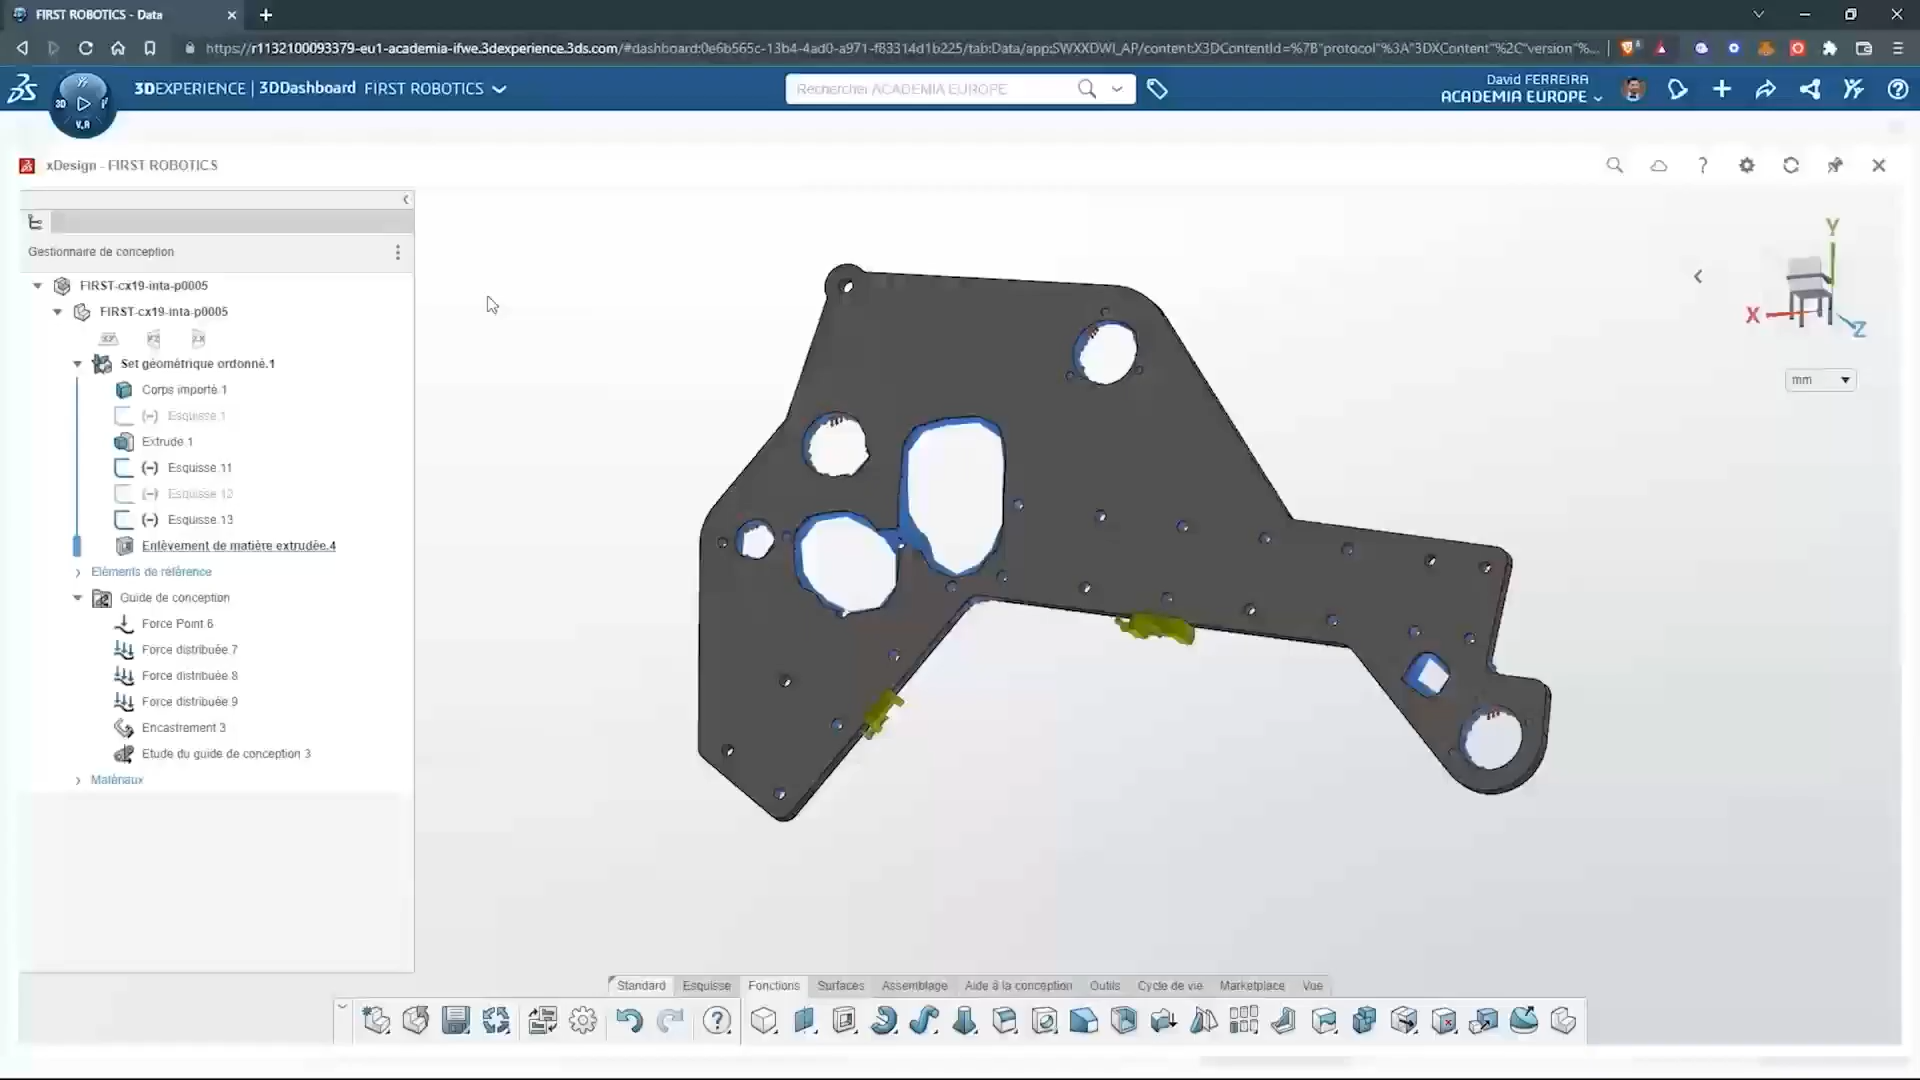 FIRST ROBOTICS - Data
https://r1132100093379-eu1-academia-ifwe.3dexperience.3ds.com/#dashboard:0e6b565c-13b4-4ad0-a971-f83314d1b225/tab:Data/app:SWXXDWI_AP/content:X3DContentId=%7B"protocol"%3A"3DXContent"%2C"version"%...
3DEXPERIENCE | 3DDashboard FIRST ROBOTICS
Rechercher ACADEMIA EUROPE
David FERREIRA
ACADEMIA EUROPE
3D
V.R
xDesign - FIRST ROBOTICS
Gestionnaire de conception
FIRST-cx19-inta-p0005
FIRST-cx19-inta-p0005
Set géométrique ordonné.1
Corps importé 1
(-) Esquisse 1
Extrude 1
(-) Esquisse 11
(-) Esquisse 12
(-) Esquisse 13
Enlèvement de matière extrudée.4
Eléments de référence
Guide de conception
Force Point 6
Force distribuée 7
Force distribuée 8
Force distribuée 9
Encastrement 3
Etude du guide de conception 3
Matériaux
Y
X
Z
mm
Standard Esquisse Fonctions Surfaces Assemblage Aide à la conception Outils Cycle de vie Marketplace Vue